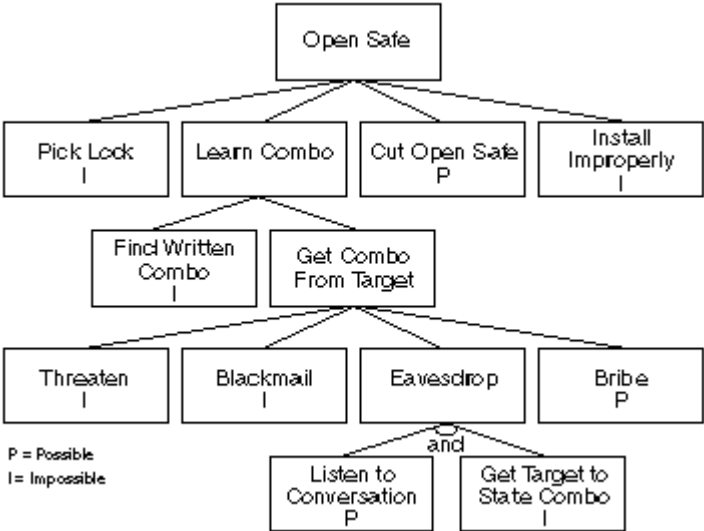 Open Safe
Pick Lock
I
Learn Combo
Cut Open Safe
P
Install
Improperly
I
Find Written
Combo
I
Get Combo
From Target
Threaten
I
Blackmail
I
Eavesdrop
Bribe
P
P = Possible
I = Impossible
and
Listen to
Conversation
P
Get Target to
State Combo
I